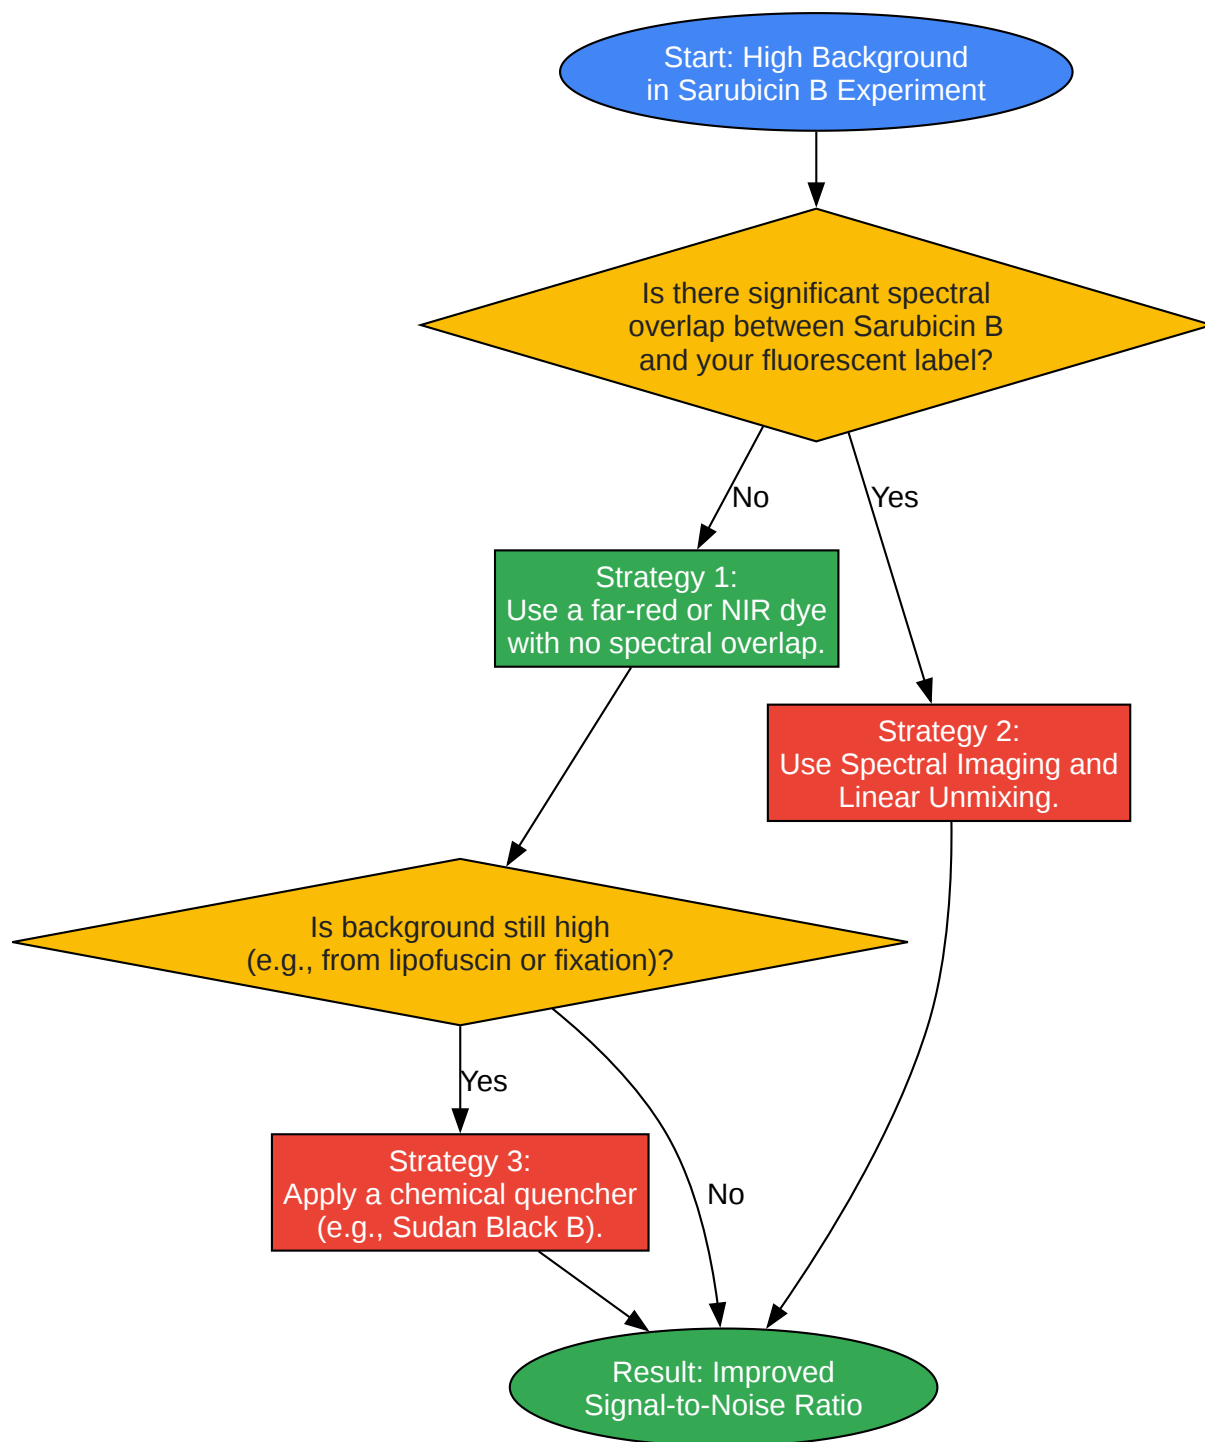 Start: High Background
in Sarubicin B Experiment
Is there significant spectral
overlap between Sarubicin B
and your fluorescent label?
No
Yes
Strategy 1:
Use a far-red or NIR dye
with no spectral overlap.
Strategy 2:
Use Spectral Imaging and
Linear Unmixing.
Is background still high
(e.g., from lipofuscin or fixation)?
Yes
Strategy 3:
Apply a chemical quencher
(e.g., Sudan Black B).
No
Result: Improved
Signal-to-Noise Ratio